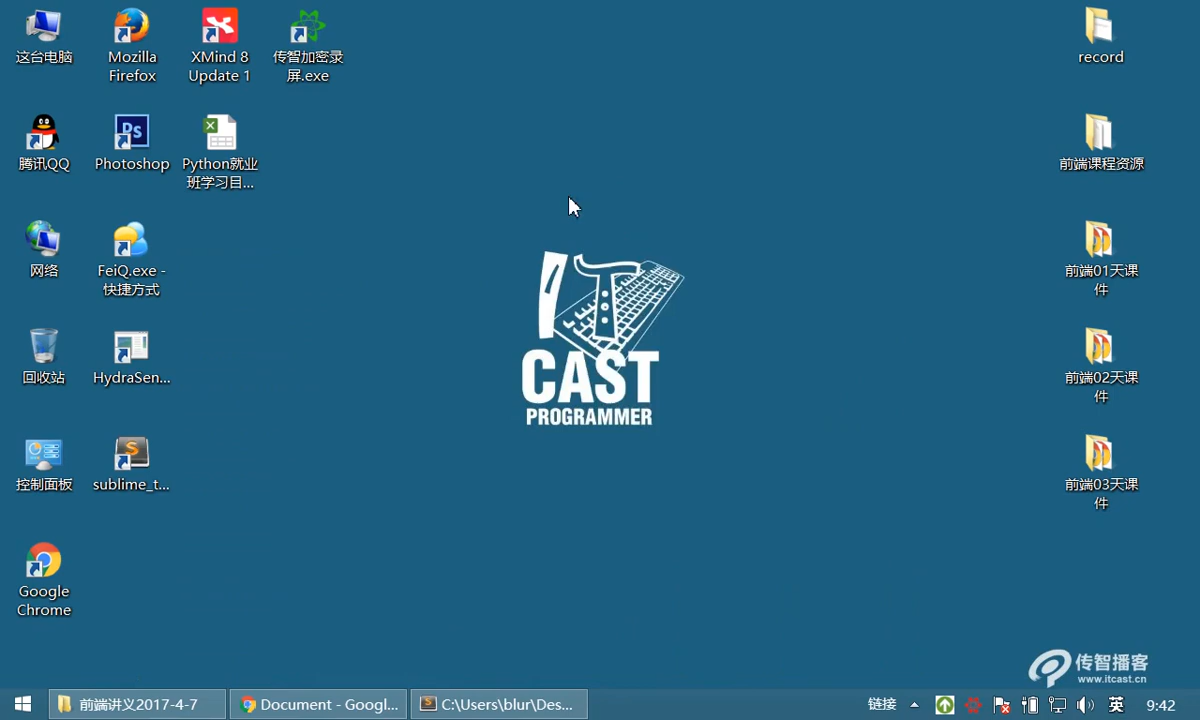 这台电脑
Mozilla
Firefox
XMind 8
Update 1
传智加密录
屏.exe
record
腾讯QQ
Ps
Photoshop
Python就业
班学习目...
前端课程资源
网络
FeiQ.exe -
快捷方式
前端01天课
件
回收站
HydraSen...
前端02天课
件
控制面板
sublime_t...
前端03天课
件
Google
Chrome
IT
CAST
PROGRAMMER
传智播客
www.itcast.cn
前端讲义2017-4-7
Document - Googl...
C:\Users\blur\Des...
链接
英
9:42